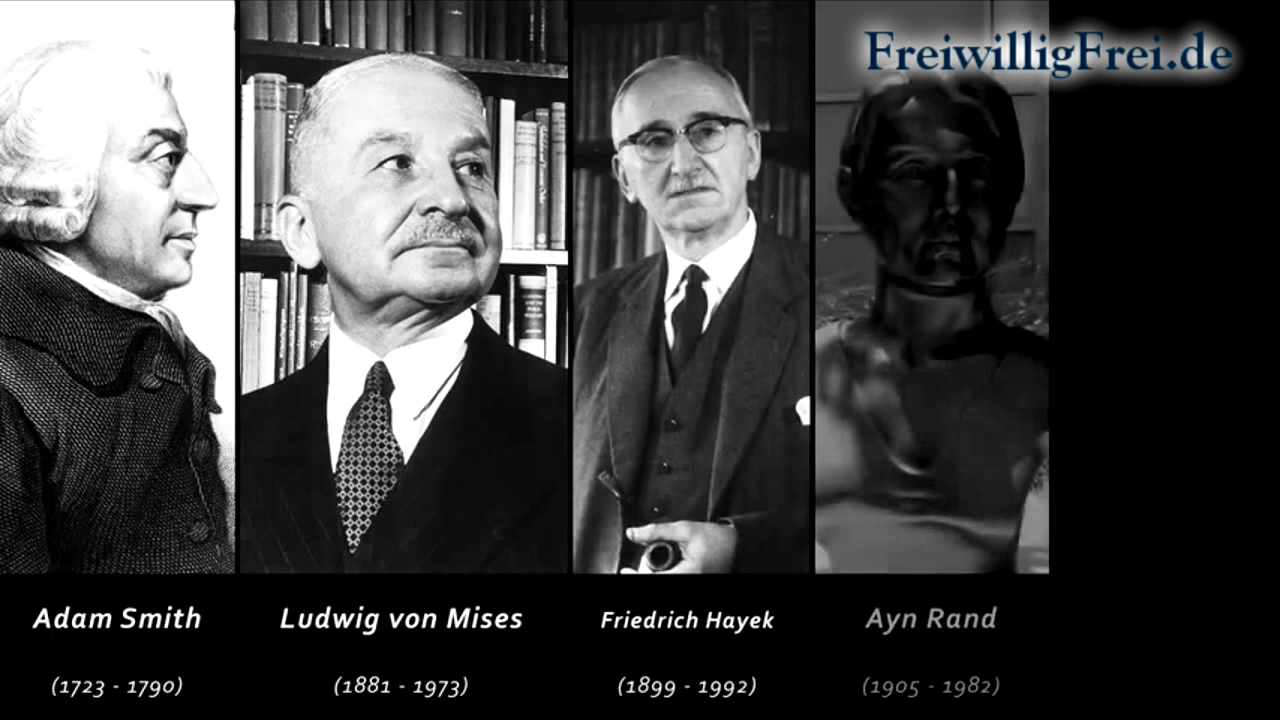 FreiwilligFrei.de
Adam Smith
(1723 - 1790)
Ludwig von Mises
(1881 - 1973)
Friedrich Hayek
(1899 - 1992)
Ayn Rand
(1905 - 1982)